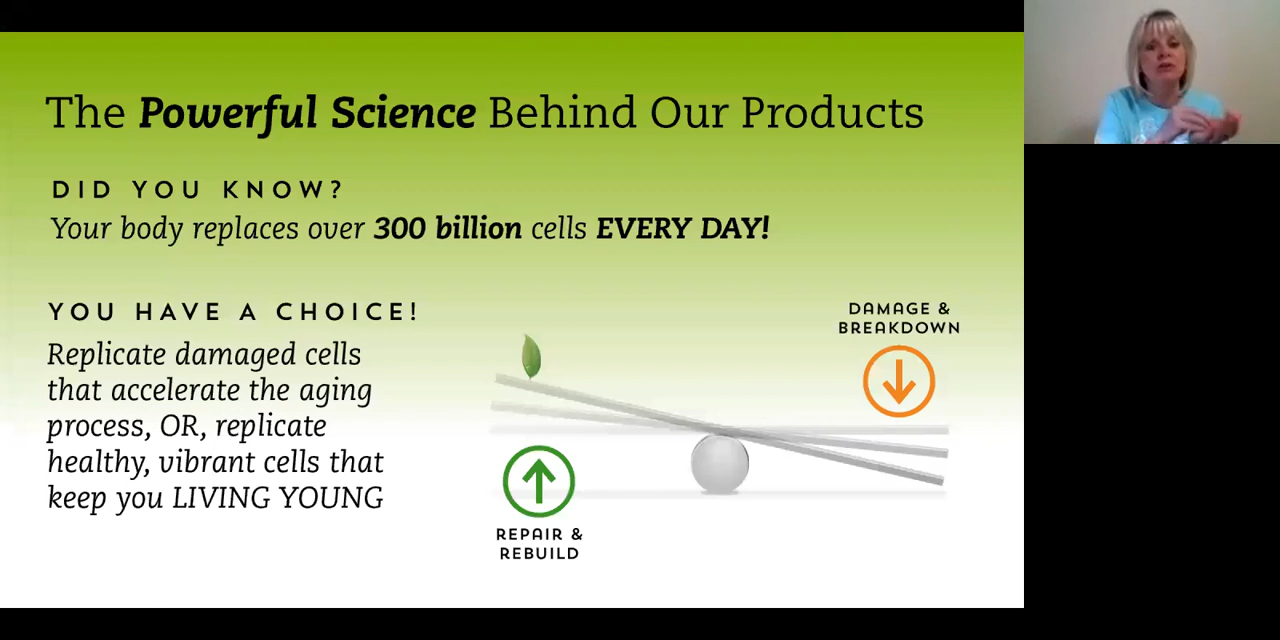 The Powerful Science Behind Our Products
DID YOU KNOW?
Your body replaces over 300 billion cells EVERY DAY!
YOU HAVE A CHOICE!
Replicate damaged cells
that accelerate the aging
process, OR, replicate
healthy, vibrant cells that
keep you LIVING YOUNG
DAMAGE &
BREAKDOWN
REPAIR &
REBUILD